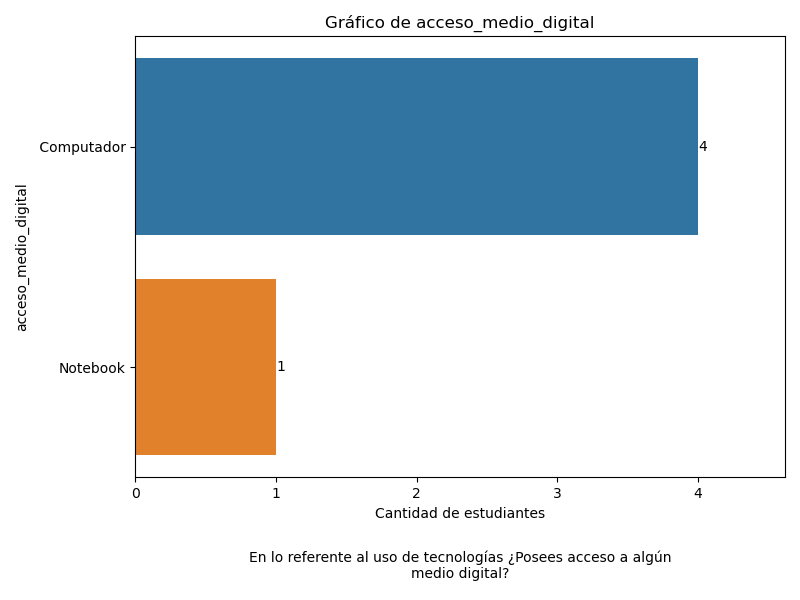 Gráfico de acceso_medio_digital
Computador
4
acceso_medio_digital
Notebook
1
0 1 2 3 4
Cantidad de estudiantes
En lo referente al uso de tecnologías ¿Posees acceso a algún
medio digital?